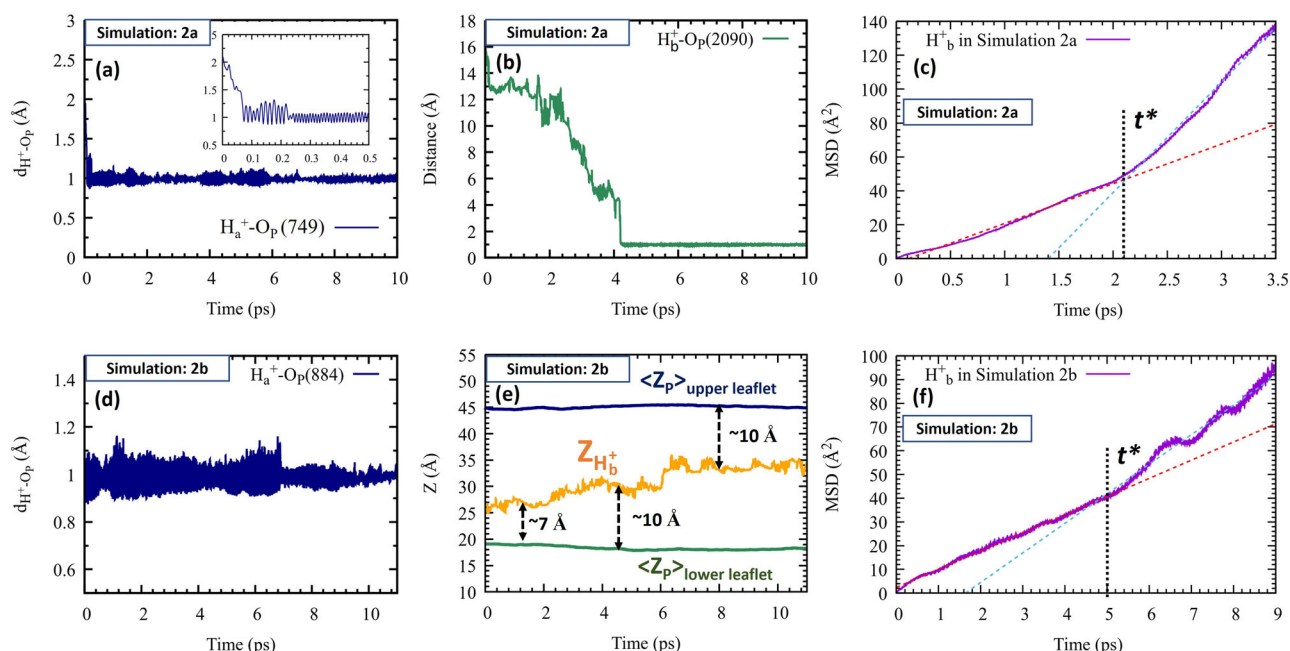 Simulation: 2a
(a)
H_a^+-O_P(749)
d_H^+-O_P (Å)
3
2.5
2
1.5
1
0.5
0
0 2 4 6 8 10
Time (ps)
2.5
2
1.5
1
0.5
0 0.1 0.2 0.3 0.4 0.5
Simulation: 2a
(b)
H_b^+-O_P(2090)
Distance (Å)
18
16
14
12
10
8
6
4
2
0
0 2 4 6 8 10
Time (ps)
H^+_b in Simulation 2a
(c)
Simulation: 2a
t*
MSD (Å²)
140
120
100
80
60
40
20
0
0 0.5 1 1.5 2 2.5 3 3.5
Time (ps)
Simulation: 2b
H_a^+-O_P(884)
(d)
d_H^+-O_P (Å)
1.4
1.2
1
0.8
0.6
0 2 4 6 8 10
Time (ps)
Simulation: 2b
(e)
<Z_P> upper leaflet
~10 Å
Z_H_b^+
~7 Å
~10 Å
<Z_P> lower leaflet
Z (Å)
55
50
45
40
35
30
25
20
15
10
0 2 4 6 8 10
Time (ps)
H^+_b in Simulation 2b
(f)
Simulation: 2b
t*
MSD (Å²)
100
90
80
70
60
50
40
30
20
10
0
0 1 2 3 4 5 6 7 8 9
Time (ps)